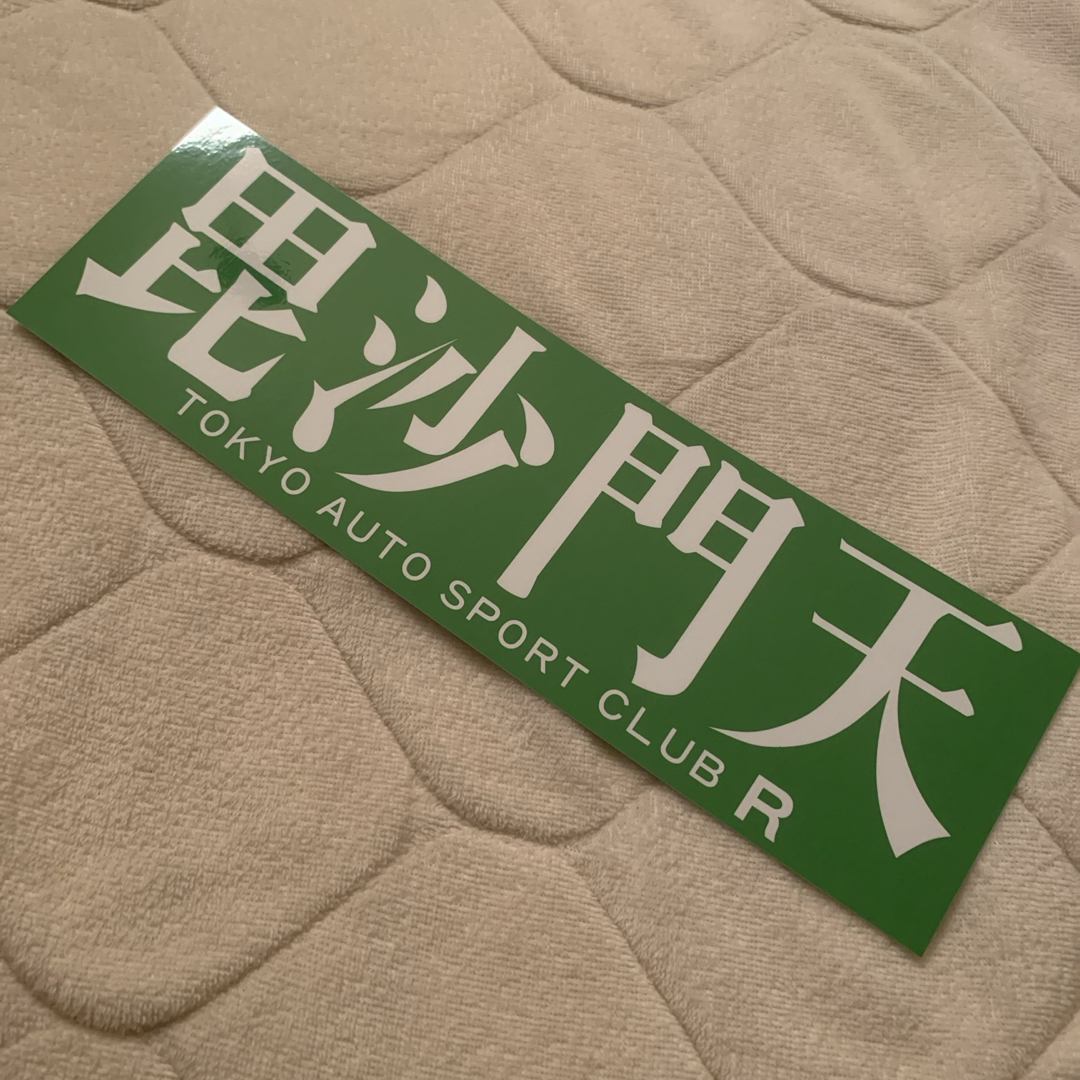 毘沙門天
TOKYO AUTO SPORT CLUB R